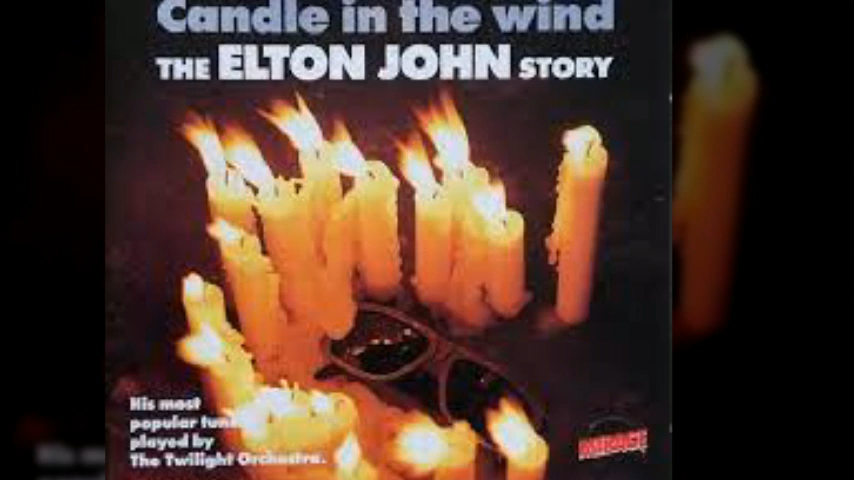 Candle in the wind
THE ELTON JOHN STORY
His most
popular tunes
played by
The Twilight Orchestra.
MIRAGE